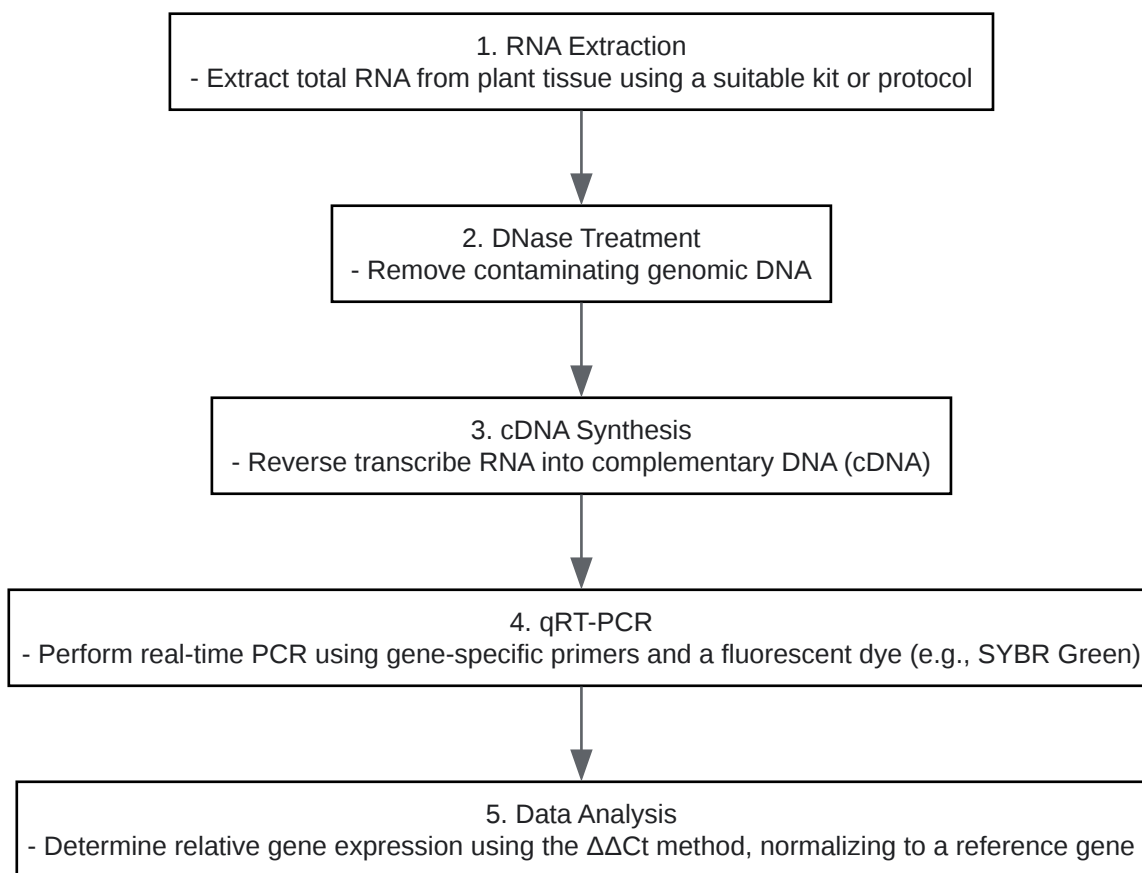 1. RNA Extraction
- Extract total RNA from plant tissue using a suitable kit or protocol
2. DNase Treatment
- Remove contaminating genomic DNA
3. cDNA Synthesis
- Reverse transcribe RNA into complementary DNA (cDNA)
4. qRT-PCR
- Perform real-time PCR using gene-specific primers and a fluorescent dye (e.g., SYBR Green)
5. Data Analysis
- Determine relative gene expression using the ΔΔCt method, normalizing to a reference gene